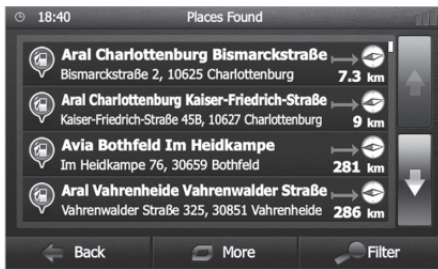 18:40 Places Found
Aral Charlottenburg Bismarckstraße
Bismarckstraße 2, 10625 Charlottenburg 7.3 km
Aral Charlottenburg Kaiser-Friedrich-Straße
Kaiser-Friedrich-Straße 45B, 10627 Charlottenburg 9 km
Avia Bothfeld Im Heidkampe
Im Heidkampe 76, 30659 Bothfeld 281 km
Aral Vahrenheide Vahrenwalder Straße
Vahrenwalder Straße 325, 30851 Vahrenheide 286 km
Back More Filter